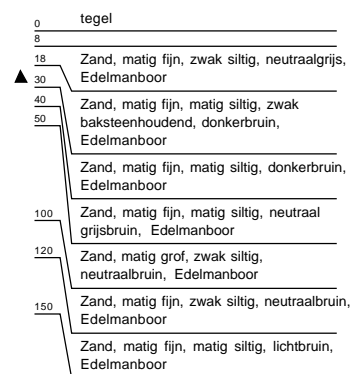 0 tegel
8
18 Zand, matig fijn, zwak siltig, neutraalgrijs,
Edelmanboor
30
40 Zand, matig fijn, matig siltig, zwak
50 baksteenhoudend, donkerbruin,
Edelmanboor
Zand, matig fijn, matig siltig, donkerbruin,
Edelmanboor
Zand, matig fijn, matig siltig, neutraal
100 grijsbruin, Edelmanboor
120 Zand, matig grof, zwak siltig,
neutraalbruin, Edelmanboor
Zand, matig fijn, zwak siltig, neutraalbruin,
150 Edelmanboor
Zand, matig fijn, matig siltig, lichtbruin,
Edelmanboor